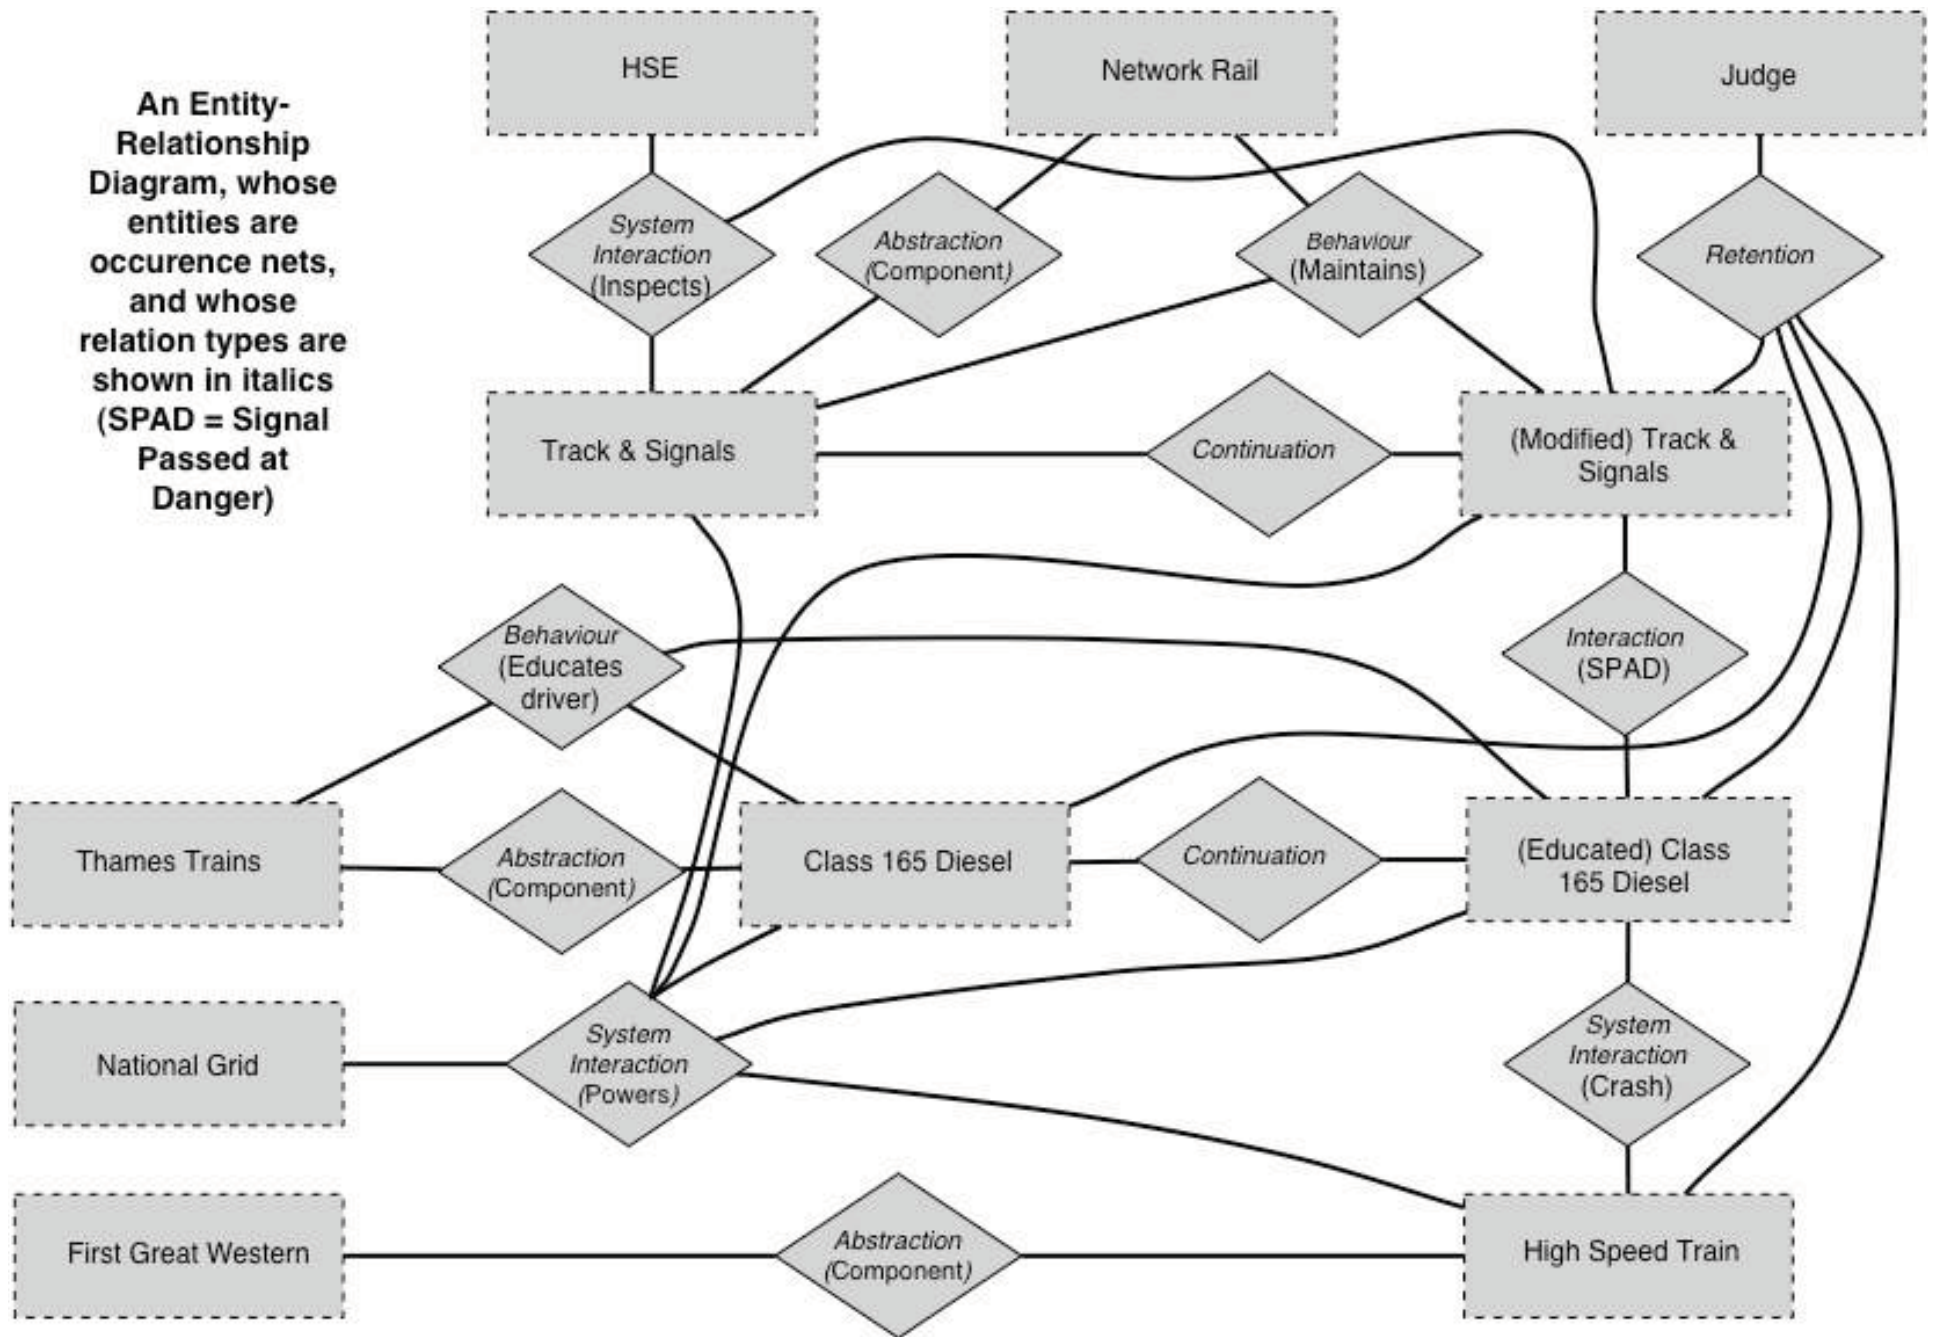 An Entity-
Relationship
Diagram, whose
entities are
occurence nets,
and whose
relation types are
shown in italics
(SPAD = Signal
Passed at
Danger)
HSE
Network Rail
Judge
System
Interaction
(Inspects)
Abstraction
(Component)
Behaviour
(Maintains)
Retention
Track & Signals
Continuation
(Modified) Track &
Signals
Behaviour
(Educates
driver)
Interaction
(SPAD)
Thames Trains
Abstraction
(Component)
Class 165 Diesel
Continuation
(Educated) Class
165 Diesel
National Grid
System
Interaction
(Powers)
System
Interaction
(Crash)
First Great Western
Abstraction
(Component)
High Speed Train